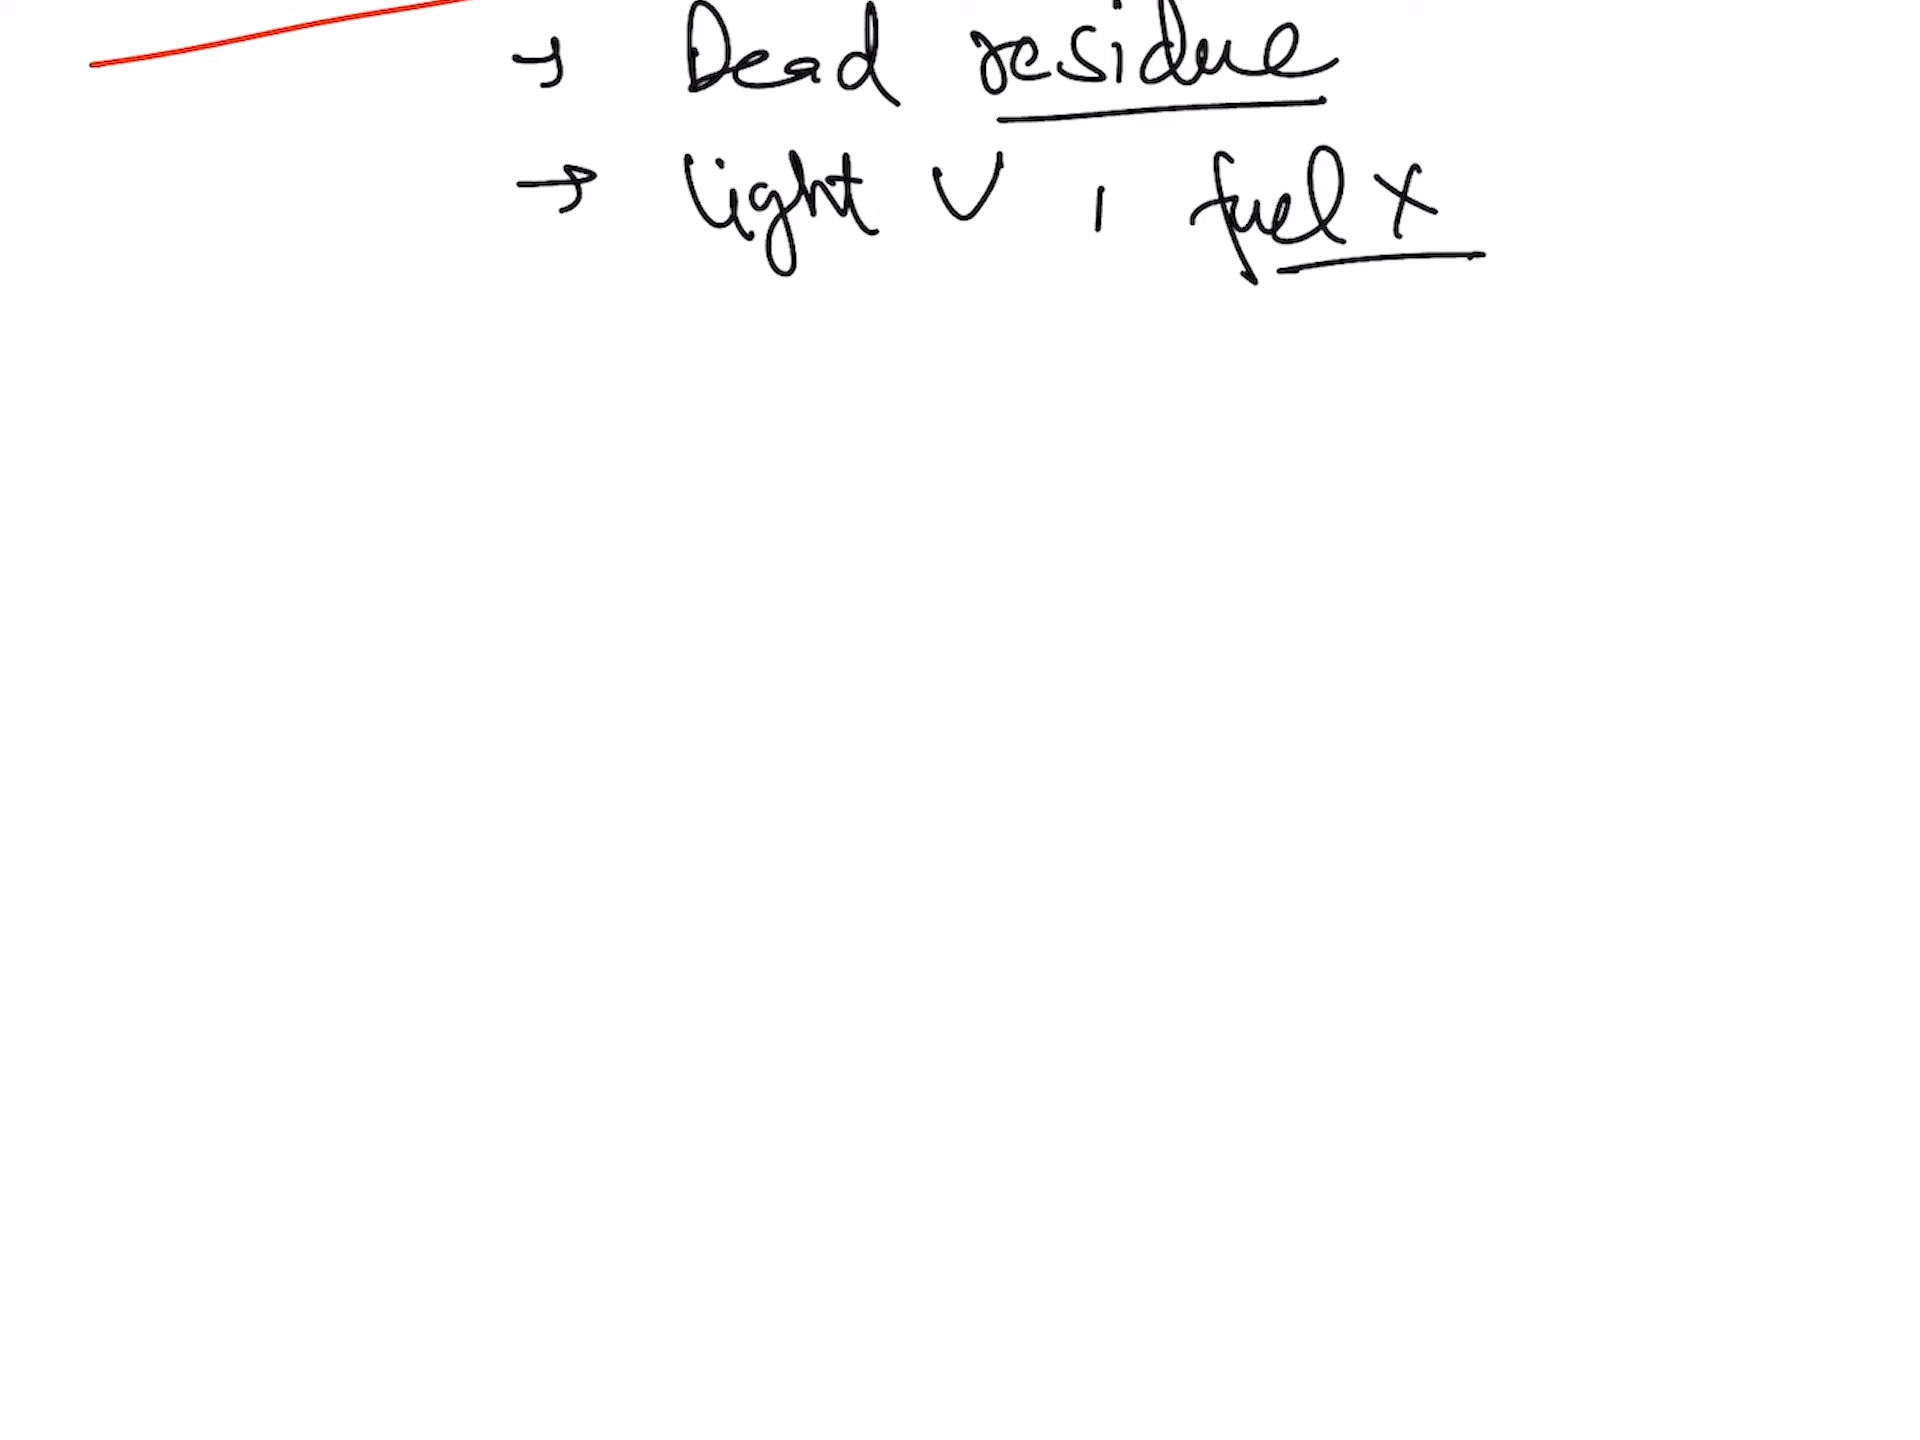 → Dead residue
→ light ✓ , fuel x